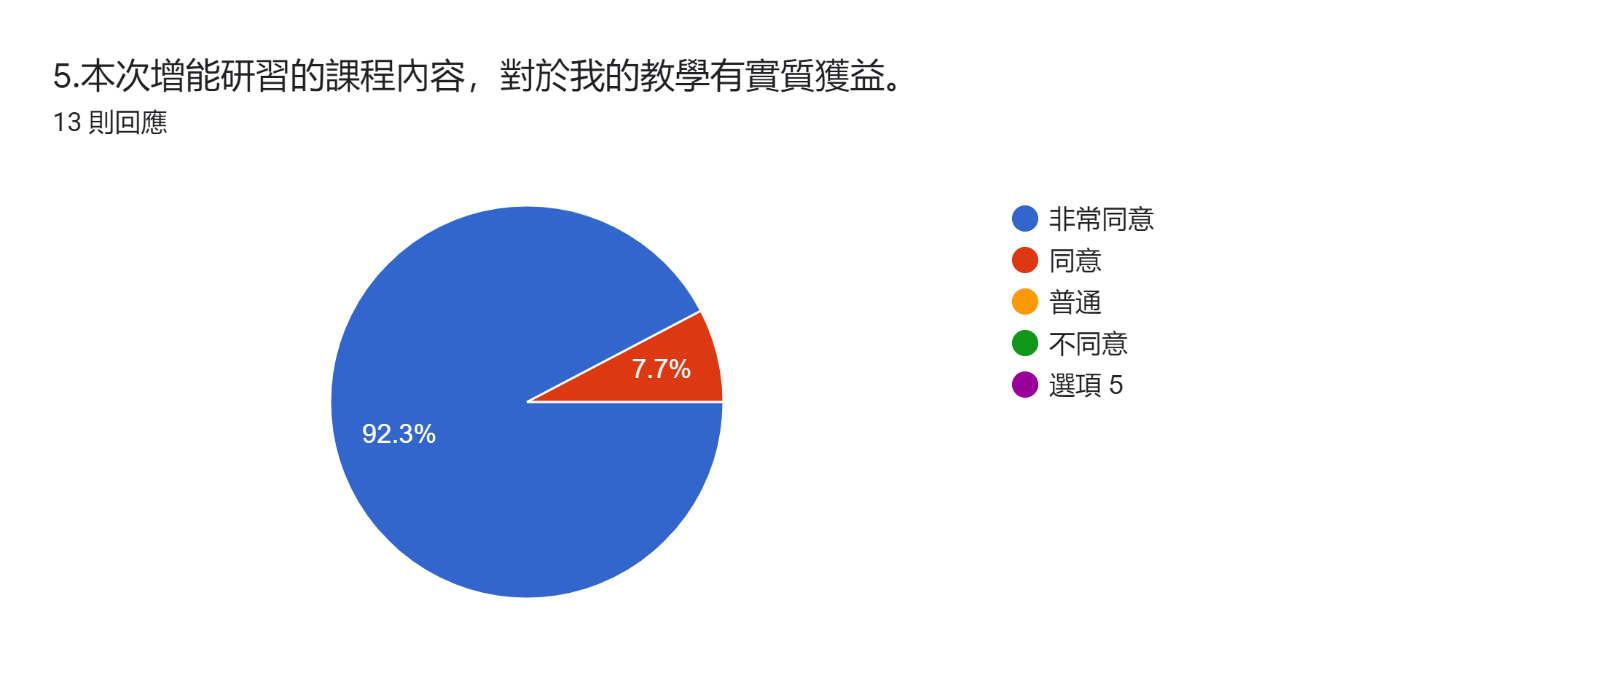 5.本次增能研習的課程內容，對於我的教學有實質獲益。
13 則回應
非常同意
同意
普通
不同意
選項 5
7.7%
92.3%